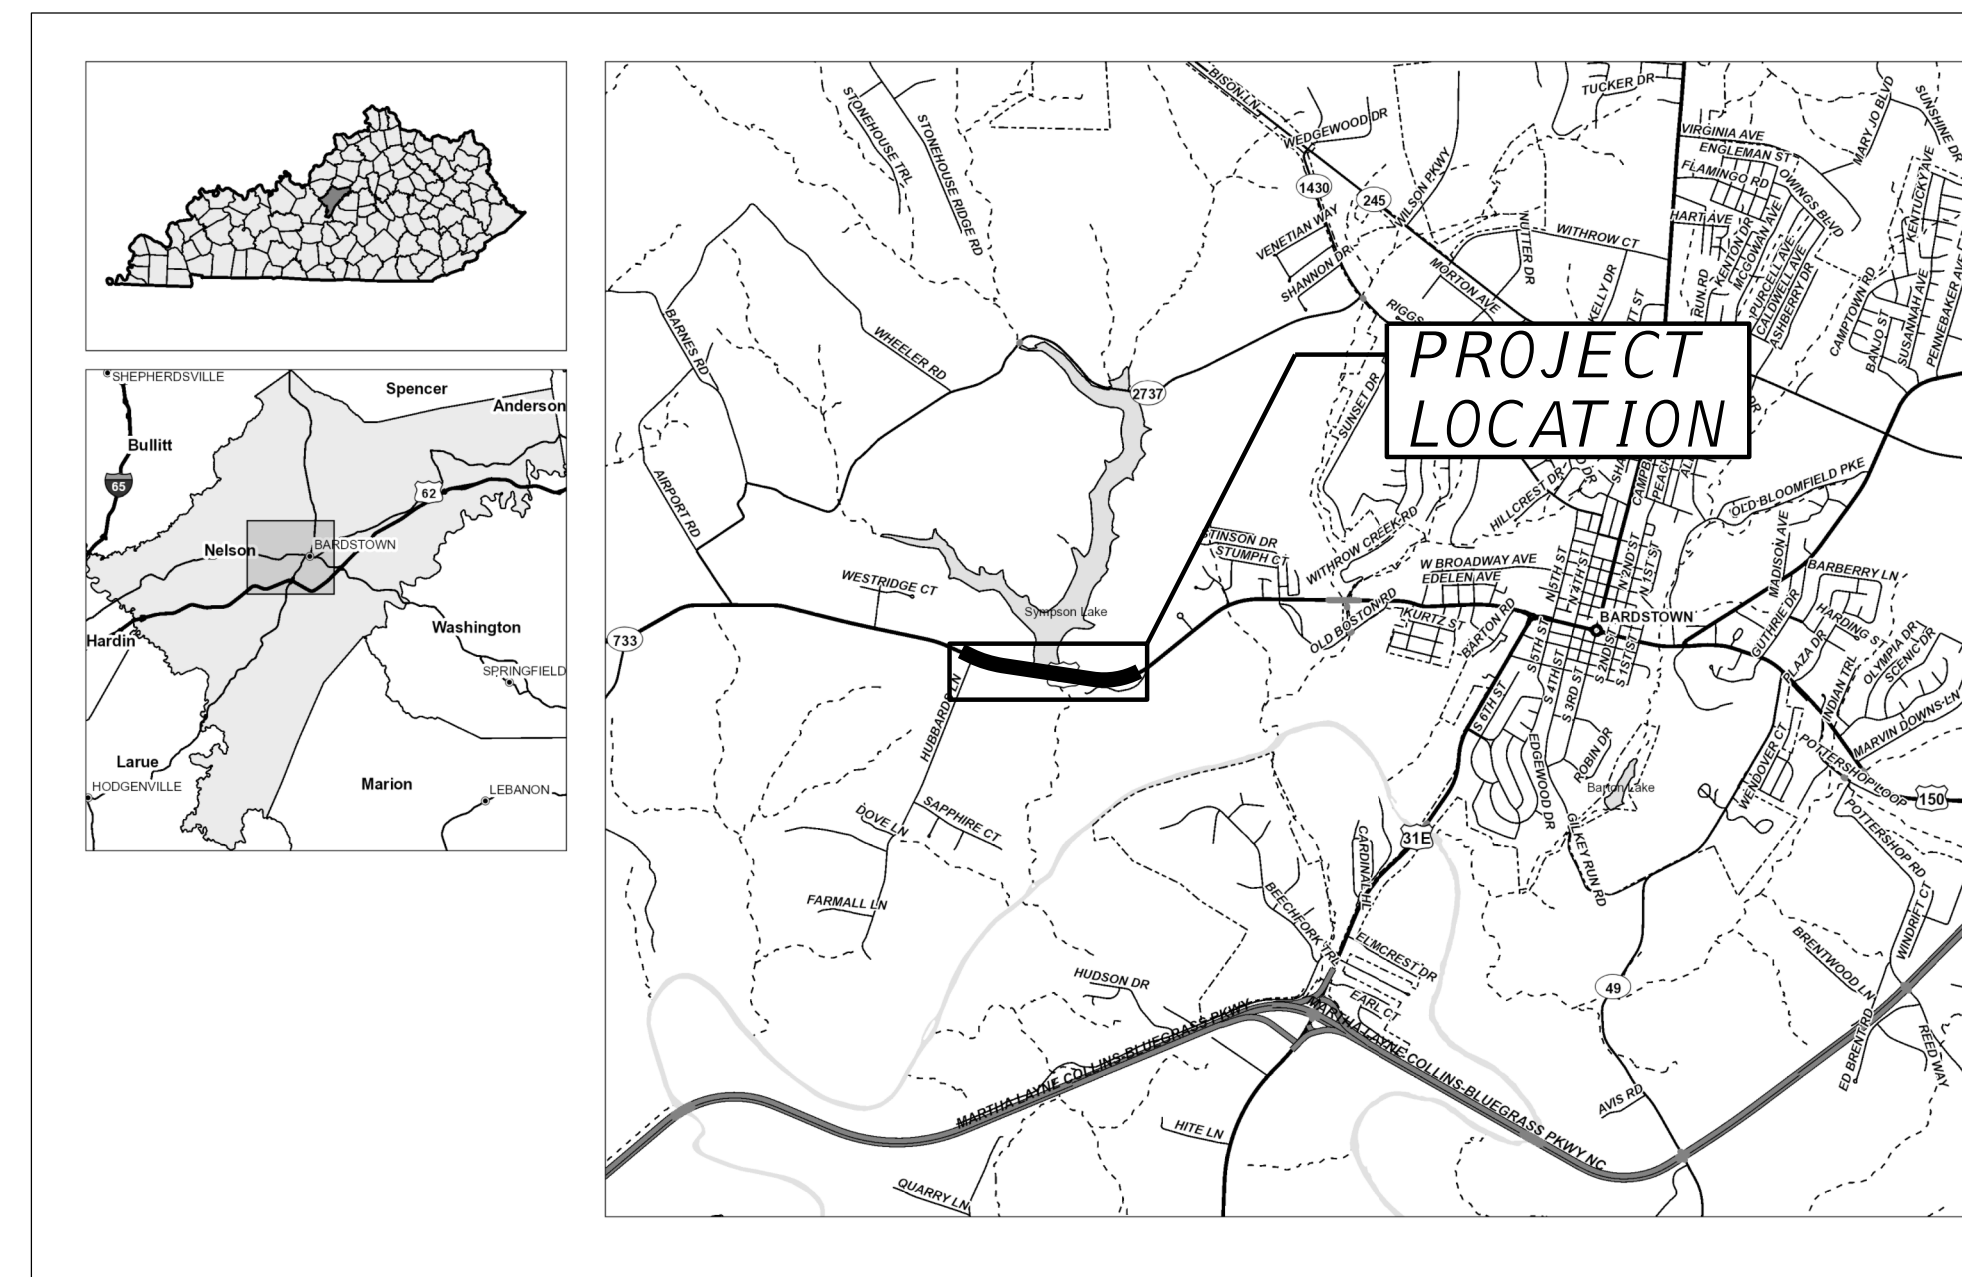 SHEPHERDSVILLE
Spencer
Anderson
Bullitt
65
62
Nelson
BARDSTOWN
Hardin
Washington
SPRINGFIELD
Larue
HODGENVILLE
Marion
LEBANON
BISON LN
WEDGEWOOD DR
TUCKER DR
STONEHOUSE TRL
STONEHOUSE RIDGE RD
1430
245
WILSON PKWY
VENETIAN WAY
SHANNON DR
NUTTER DR
WITHROW CT
MORTON AVE
KELLY DR
RIGGS
VIRGINIA AVE
ENGLEMAN ST
FLAMINGO RD
OWINGS BLVD
HART AVE
KENTON DR
MCGOWAN AVE
PURCELL AVE
CALDWELL AVE
ASHBERRY DR
RUN RD
MARY JO BLVD
SUNSHINE DR
KENTUCKY AVE
CAMPTOWN RD
BANJO ST
SUSANNAH AVE
PENNEBAKER AVE
BARNES RD
WHEELER RD
2737
PROJECT
LOCATION
SUNSET DR
AIRPORT RD
HILLCREST DR
OLD BLOOMFIELD PKE
MADISON AVE
STINSON DR
STUMPH CT
WITHROW CREEK RD
W BROADWAY AVE
EDELEN AVE
N 5TH ST
N 4TH ST
N 2ND ST
N 1ST ST
BARBERRY LN
WESTRIDGE CT
Sympson Lake
OLD BOSTON RD
KURTZ ST
BARTON RD
BARDSTOWN
GUTHRIE DR
HARDING ST
PLAZA DR
OLYMPIA DR
SCENIC DR
733
S 5TH ST
S 4TH ST
S 3RD ST
S 2ND ST
S 1ST ST
S 6TH ST
INDIAN TRL
MARVIN DOWNS LN
HUBBARD LN
EDGEWOOD DR
ROBIN DR
Barton Lake
WENDOVER CT
POTTERSHOP LOOP
150
POTTERSHOP RD
SAPPHIRE CT
DOVE LN
31E
CARDINAL HL
GILKEY RUN RD
FARMALL LN
BEECHFORK TRL
WINDRIFT CT
ELMCREST DR
BRENTWOOD LN
HUDSON DR
EARL CT
49
MARTHA LAYNE COLLINS-BLUEGRASS PKWY
MARTHA LAYNE COLLINS-BLUEGRASS PKWY NC
ED BRENT RD
REED WAY
AVIS RD
HITE LN
QUARRY LN